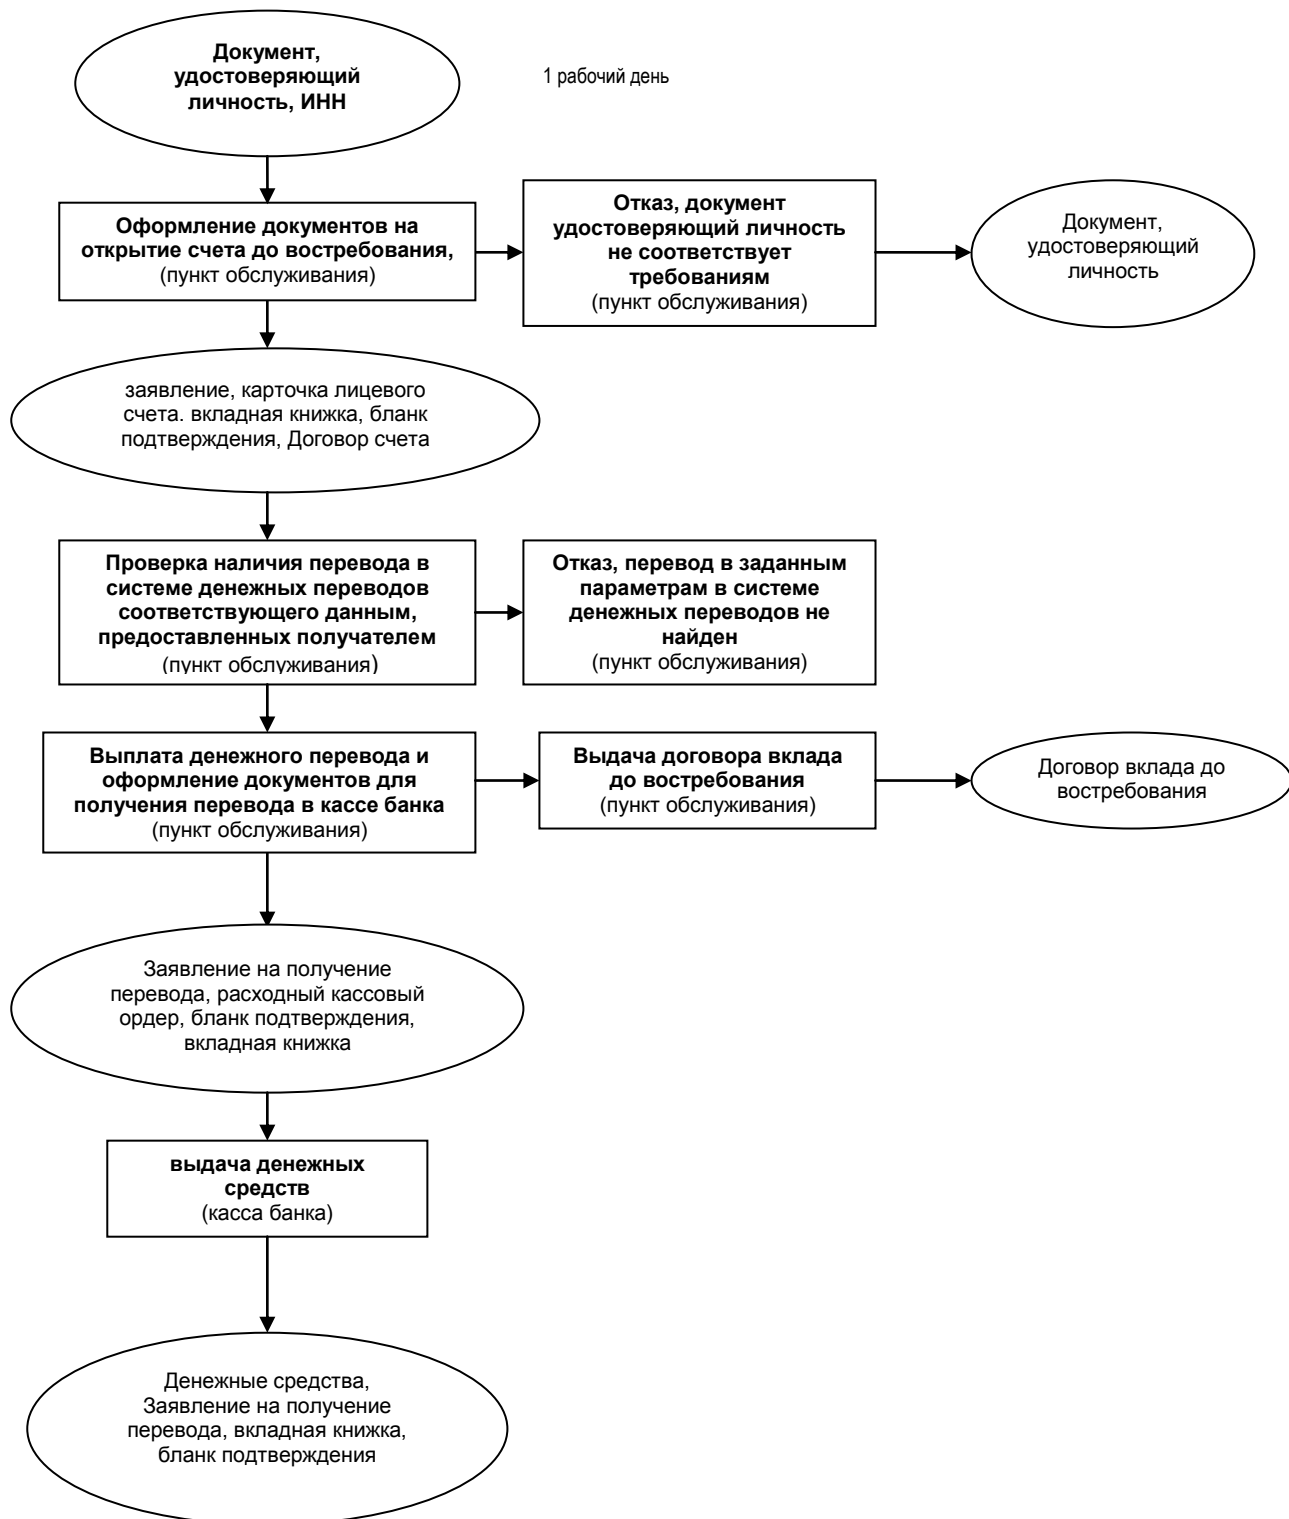 Документ,
удостоверяющий
личность, ИНН
1 рабочий день
Оформление документов на
открытие счета до востребования,
(пункт обслуживания)
Отказ, документ
удостоверяющий личность
не соответствует
требованиям
(пункт обслуживания)
Документ,
удостоверяющий
личность
заявление, карточка лицевого
счета. вкладная книжка, бланк
подтверждения, Договор счета
Проверка наличия перевода в
системе денежных переводов
соответствующего данным,
предоставленных получателем
(пункт обслуживания)
Отказ, перевод в заданным
параметрам в системе
денежных переводов не
найден
(пункт обслуживания)
Выплата денежного перевода и
оформление документов для
получения перевода в кассе банка
(пункт обслуживания)
Выдача договора вклада
до востребования
(пункт обслуживания)
Договор вклада до
востребования
Заявление на получение
перевода, расходный кассовый
ордер, бланк подтверждения,
вкладная книжка
выдача денежных
средств
(касса банка)
Денежные средства,
Заявление на получение
перевода, вкладная книжка,
бланк подтверждения